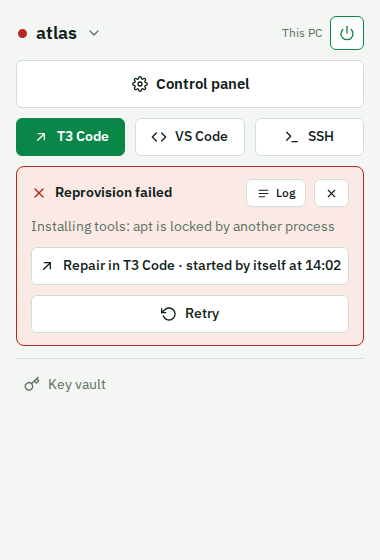 atlas
This PC
Control panel
T3 Code
VS Code
SSH
Reprovision failed
Log
Installing tools: apt is locked by another process
Repair in T3 Code · started by itself at 14:02
Retry
Key vault